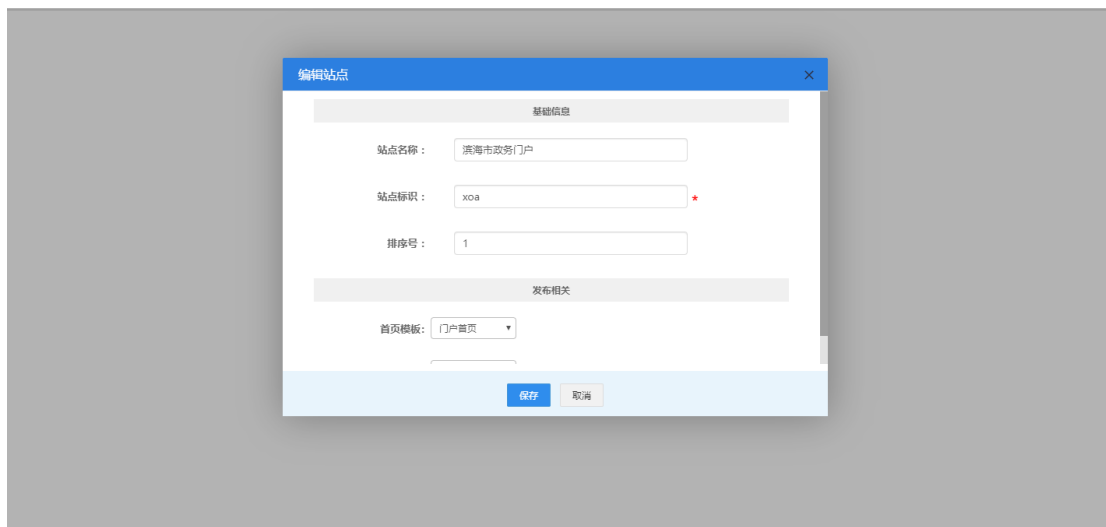 编辑站点
基础信息
站点名称： 滨海市政务门户
站点标识： xoa *
排序号： 1
发布相关
首页模板: 门户首页
保存 取消